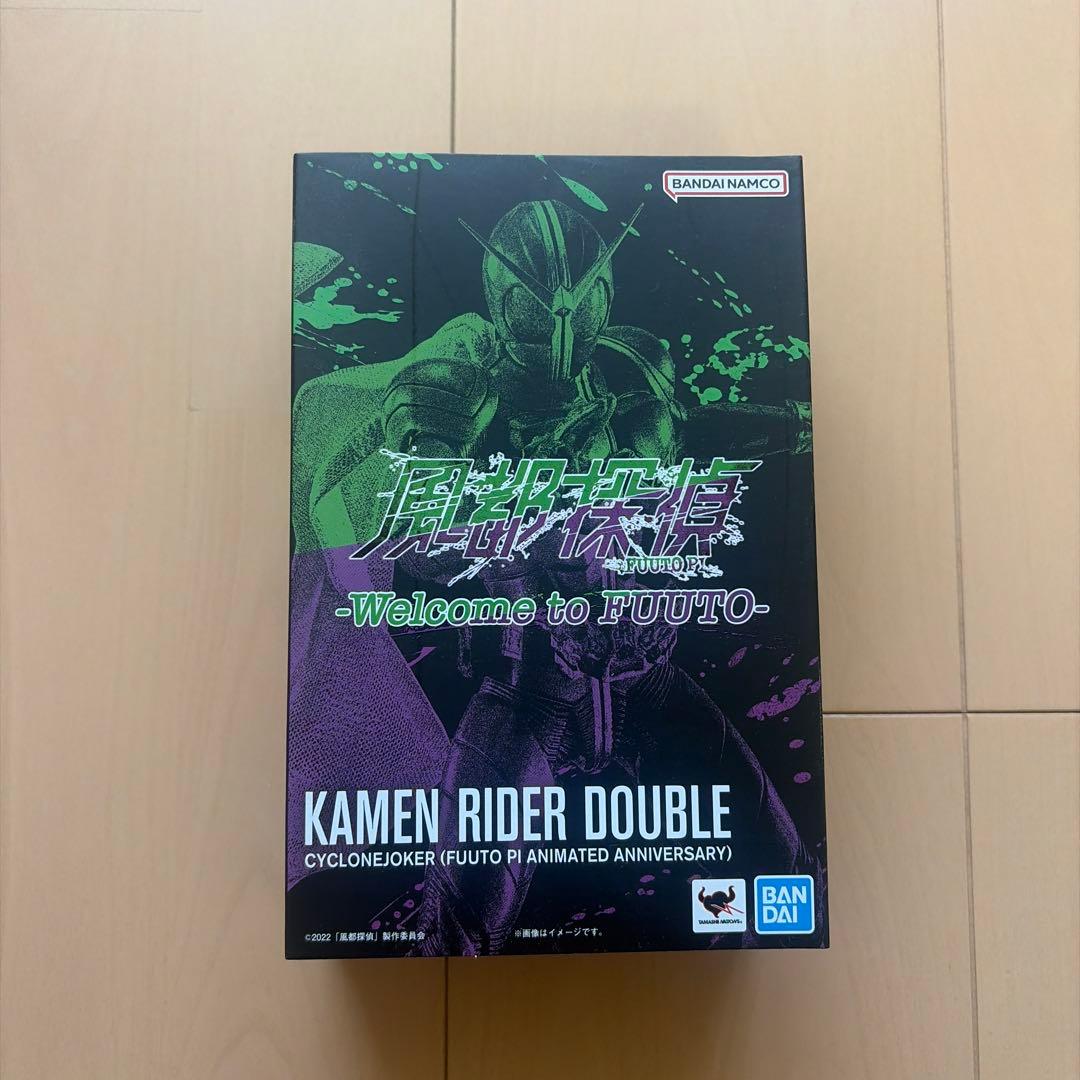 BANDAI NAMCO
風都探偵
FUUTO PI
-Welcome to FUUTO-
KAMEN RIDER DOUBLE
CYCLONEJOKER (FUUTO PI ANIMATED ANNIVERSARY)
TAMASHII NATIONS
BAN
DAI
©2022「風都探偵」製作委員会
※画像はイメージです。